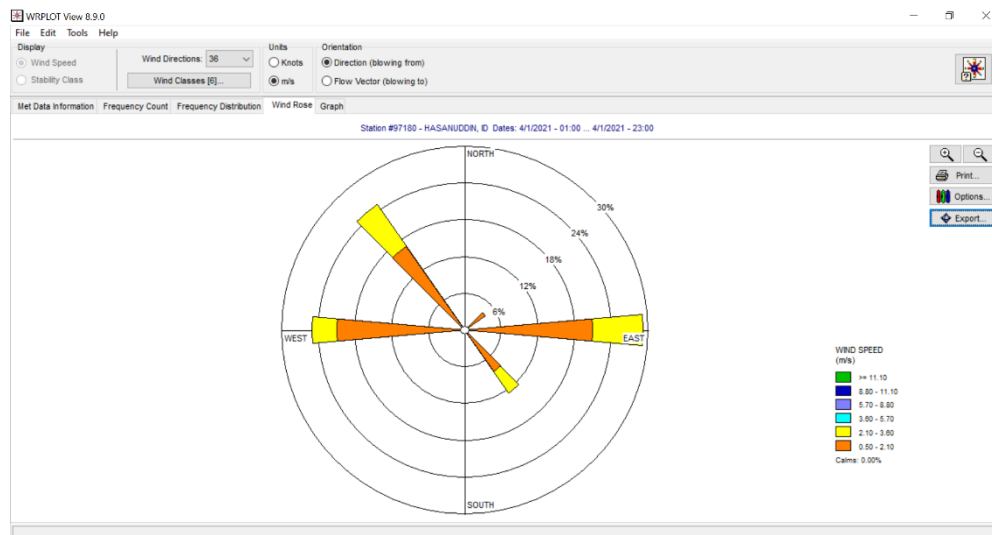 WRPLOT View 8.9.0
File Edit Tools Help
Display
Wind Speed
Stability Class
Wind Directions: 36
Wind Classes [6]...
Units
Knots
m/s
Orientation
Direction (blowing from)
Flow Vector (blowing to)
?
Met Data Information Frequency Count Frequency Distribution Wind Rose Graph
Station #97180 - HASANUDDIN, ID Dates: 4/1/2021 - 01:00 ... 4/1/2021 - 23:00
Print...
Options...
Export...
NORTH
30%
24%
18%
12%
6%
WEST
EAST
SOUTH
WIND SPEED
(m/s)
>= 11.10
8.80 - 11.10
5.70 - 8.80
3.60 - 5.70
2.10 - 3.60
0.50 - 2.10
Calms: 0.00%